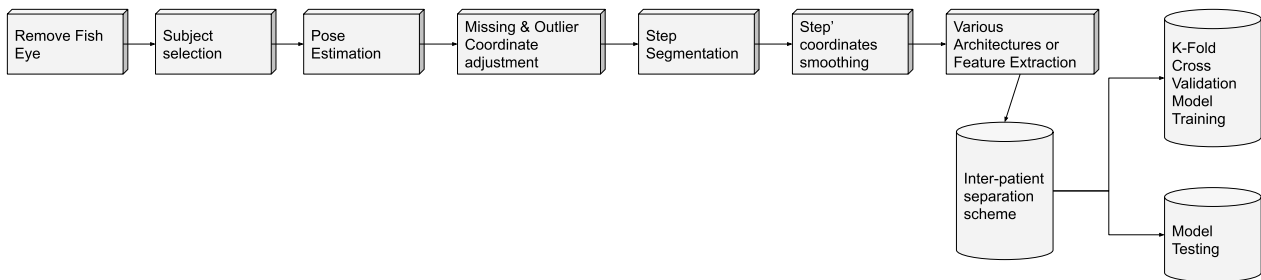 Remove Fish
Eye
Subject
selection
Pose
Estimation
Missing & Outlier
Coordinate
adjustment
Step
Segmentation
Step'
coordinates
smoothing
Various
Architectures or
Feature Extraction
K-Fold
Cross
Validation
Model
Training
Inter-patient
separation
scheme
Model
Testing